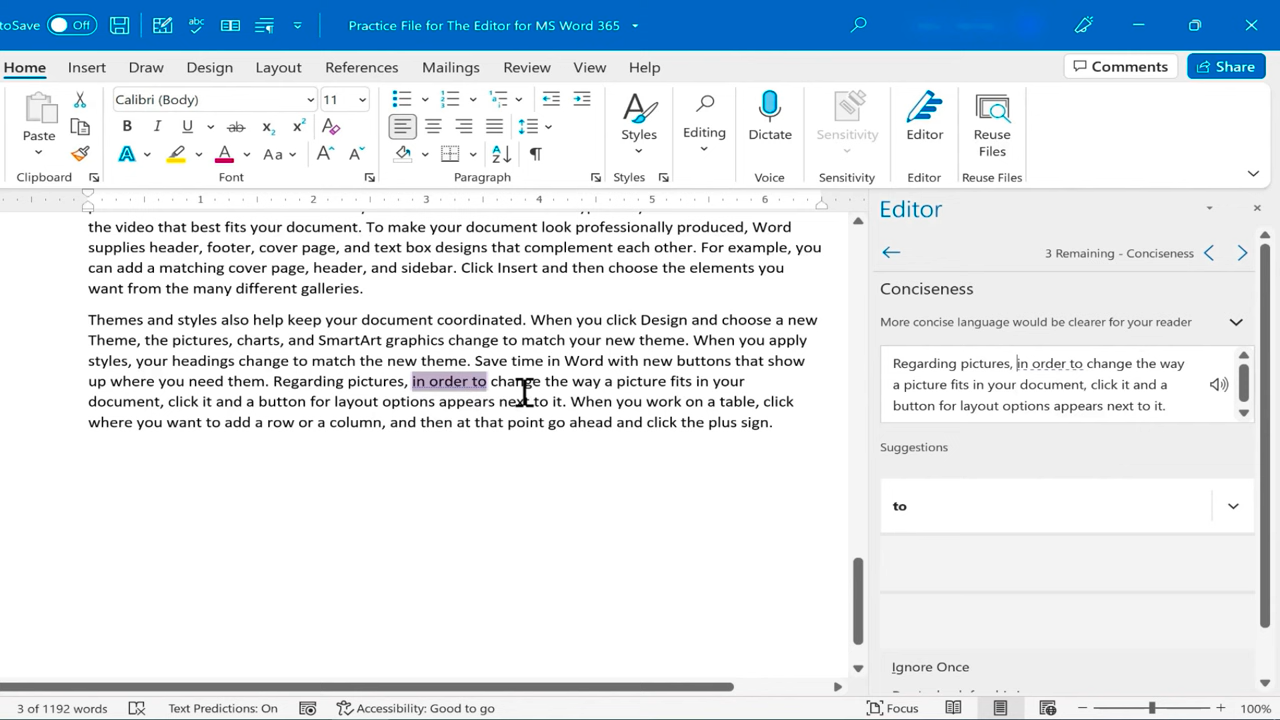 toSave Off
Practice File for The Editor for MS Word 365
Home Insert Draw Design Layout References Mailings Review View Help
Comments Share
Calibri (Body) 11
Paste
Styles
Editing
Dictate
Sensitivity
Editor
Reuse Files
Clipboard Font Paragraph Styles Voice Sensitivity Editor Reuse Files
1 2 3 4 5 6
the video that best fits your document. To make your document look professionally produced, Word
supplies header, footer, cover page, and text box designs that complement each other. For example, you
can add a matching cover page, header, and sidebar. Click Insert and then choose the elements you
want from the many different galleries.
Themes and styles also help keep your document coordinated. When you click Design and choose a new
Theme, the pictures, charts, and SmartArt graphics change to match your new theme. When you apply
styles, your headings change to match the new theme. Save time in Word with new buttons that show
up where you need them. Regarding pictures, in order to change the way a picture fits in your
document, click it and a button for layout options appears next to it. When you work on a table, click
where you want to add a row or a column, and then at that point go ahead and click the plus sign.
Editor
3 Remaining - Conciseness
Conciseness
More concise language would be clearer for your reader
Regarding pictures, in order to change the way
a picture fits in your document, click it and a
button for layout options appears next to it.
Suggestions
to
Ignore Once
3 of 1192 words
Text Predictions: On
Accessibility: Good to go
Focus
100%